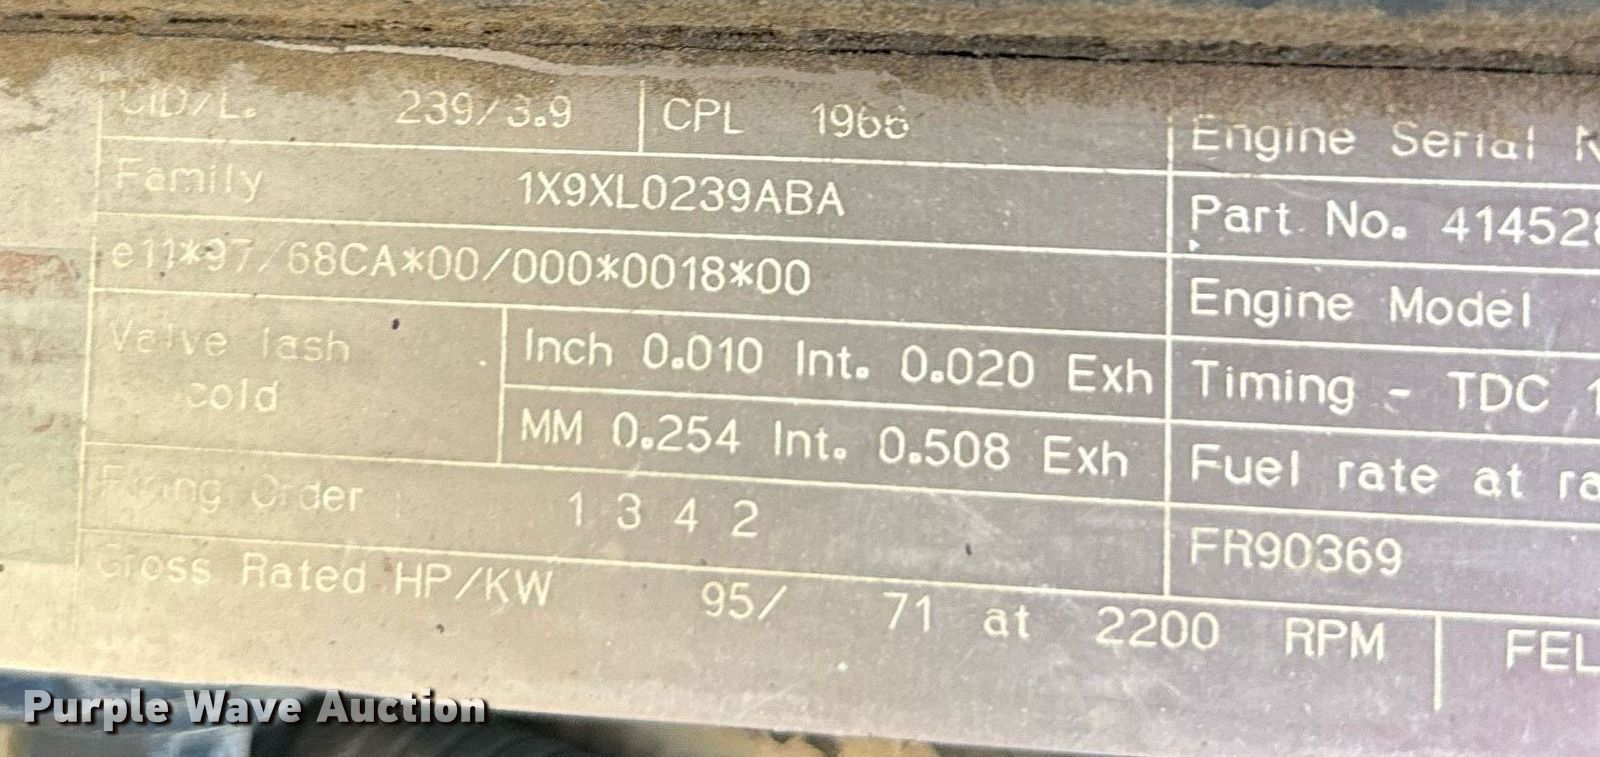 CID/L. 239/3.9 CPL 1966
Family 1X9XL0239ABA
e11*97/68CA*00/000*0018*00
Valve lash cold
Inch 0.010 Int. 0.020 Exh
MM 0.254 Int. 0.508 Exh
Firing Order 1 3 4 2
Gross Rated HP/KW 95/ 71 at 2200 RPM
Engine Serial
Part No. 414528
Engine Model
Timing - TDC
Fuel rate at
FR90369
FEL
Purple Wave Auction